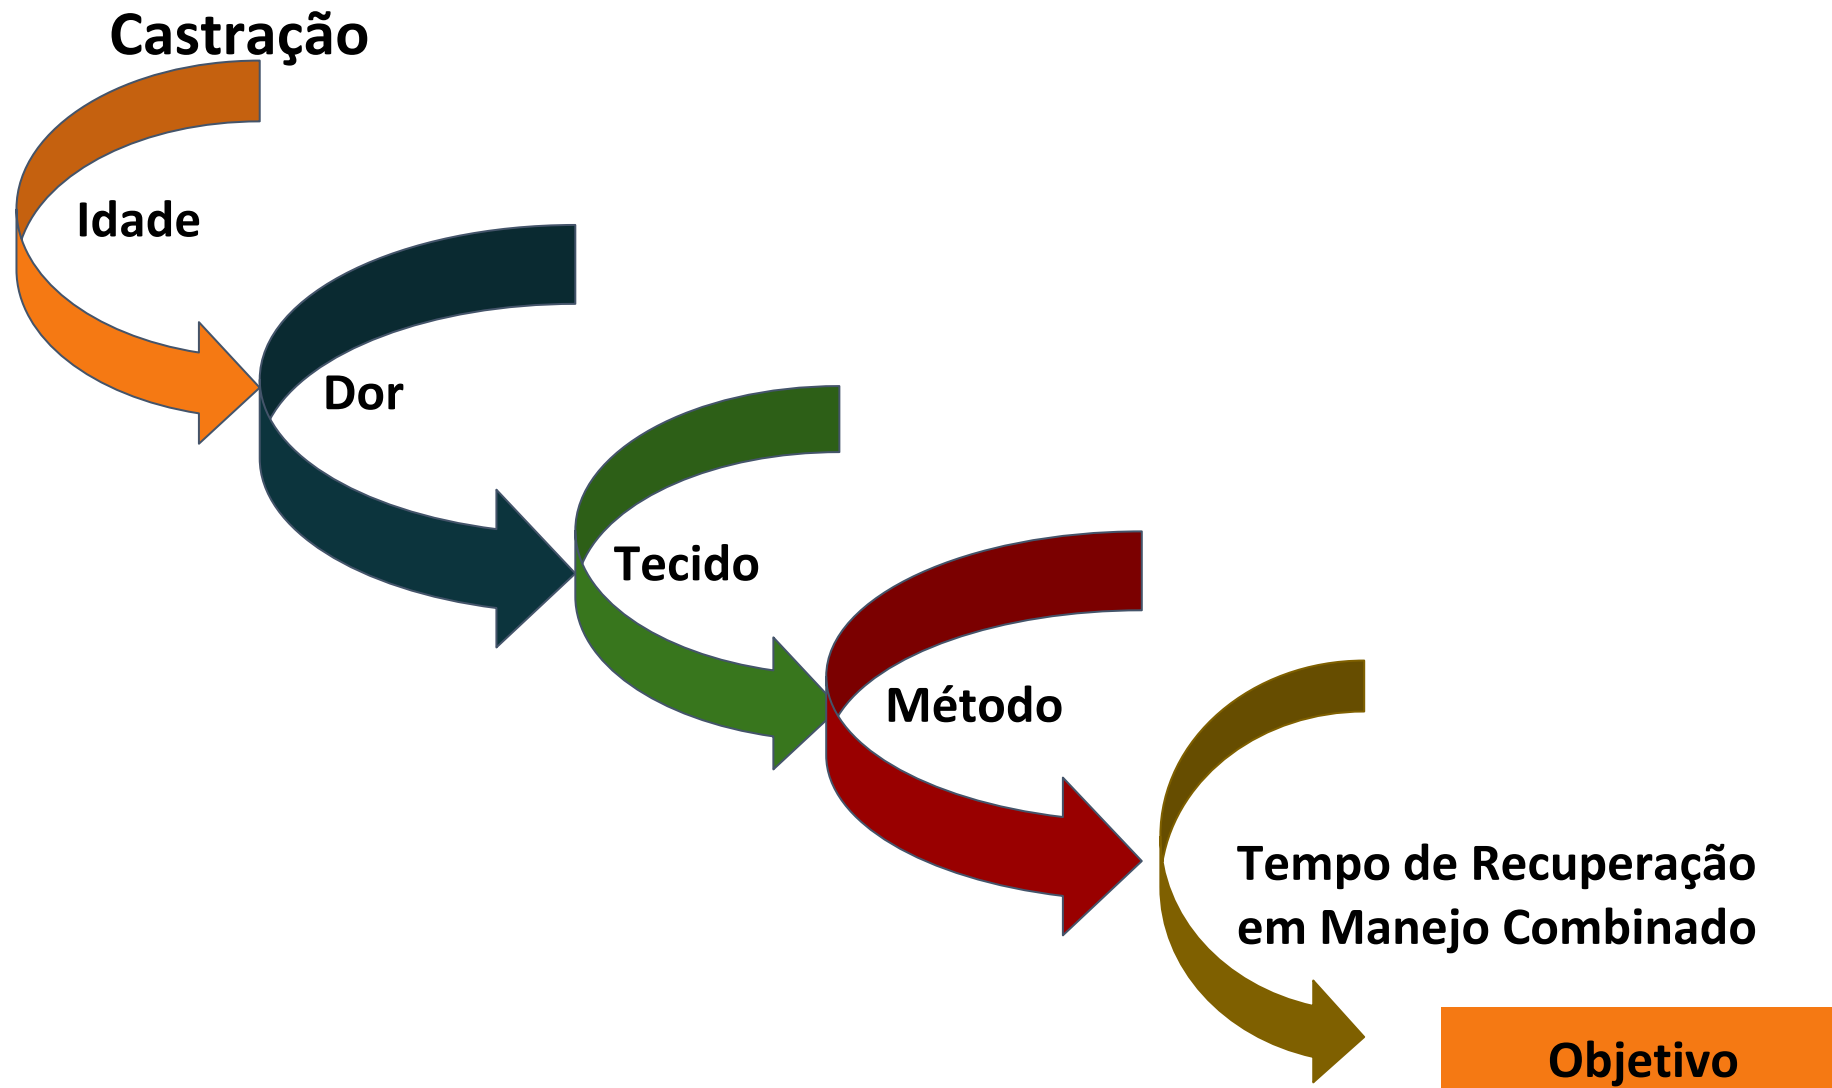 Castração
Idade
Dor
Tecido
Método
Tempo de Recuperação
em Manejo Combinado
Objetivo